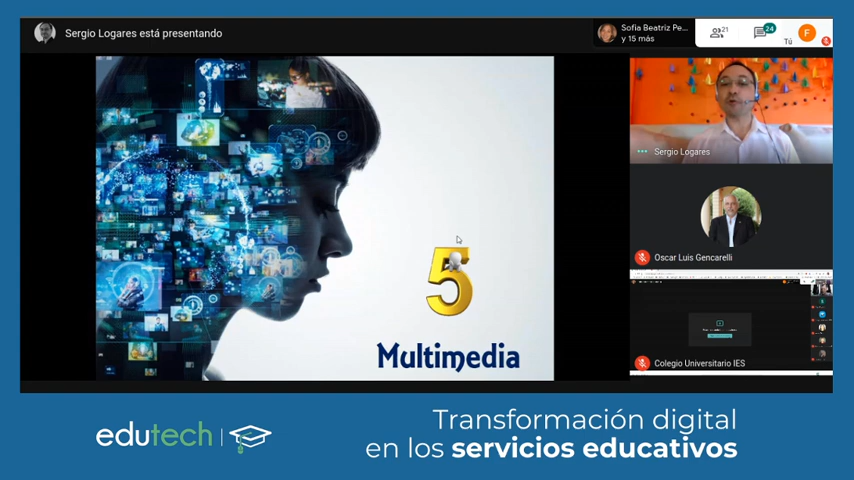 Sergio Logares está presentando
Sofia Beatriz Pe...
y 15 más
21
24
Tú
F
Sergio Logares
Oscar Luis Gencarelli
Colegio Universitario IES
5
Multimedia
edutech
Transformación digital
en los servicios educativos